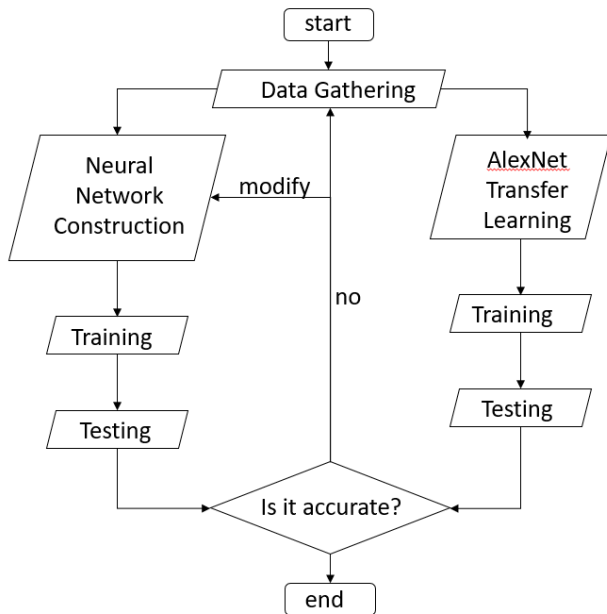 start
Data Gathering
Neural
Network
Construction
modify
AlexNet
Transfer
Learning
no
Training
Training
Testing
Testing
Is it accurate?
end